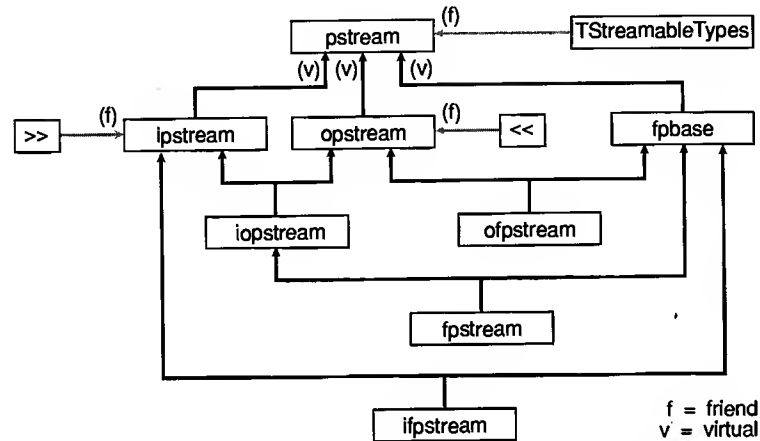 (f)
pstream
TStreamableTypes
(v) (v) (v)
(f) (f)
>> ipstream opstream << fpbase
iopstream ofpstream
fpstream
ifpstream
f = friend
v = virtual